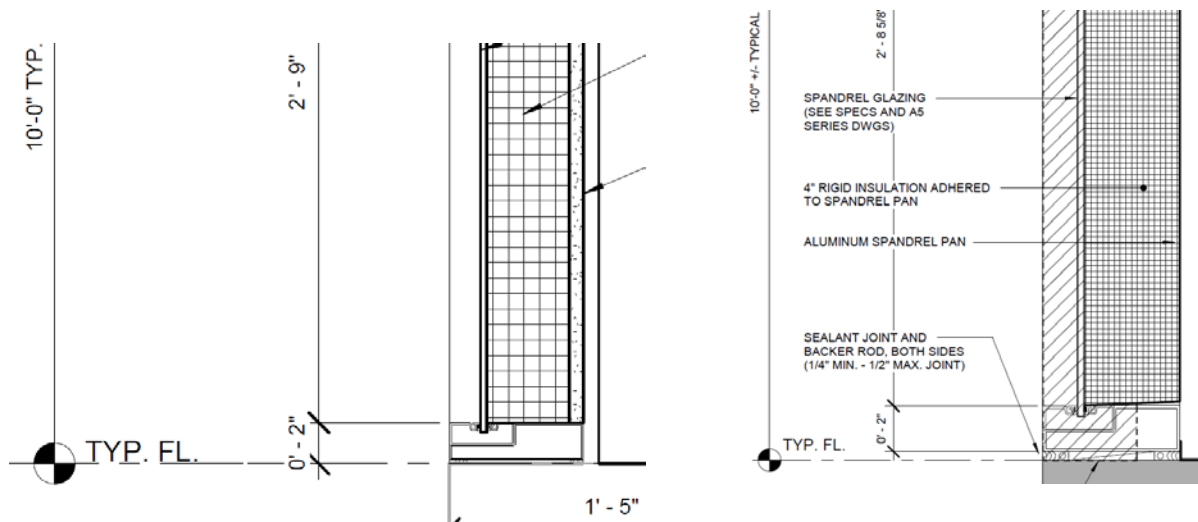 10'-0" TYP.
2' - 9"
0' - 2"
TYP. FL.
1' - 5"
10'-0" +/- TYPICAL
2' - 8 5/8"
SPANDREL GLAZING
(SEE SPECS AND A5
SERIES DWGS)
4" RIGID INSULATION ADHERED
TO SPANDREL PAN
ALUMINUM SPANDREL PAN
SEALANT JOINT AND
BACKER ROD, BOTH SIDES
(1/4" MIN. - 1/2" MAX. JOINT)
0' - 2"
TYP. FL.